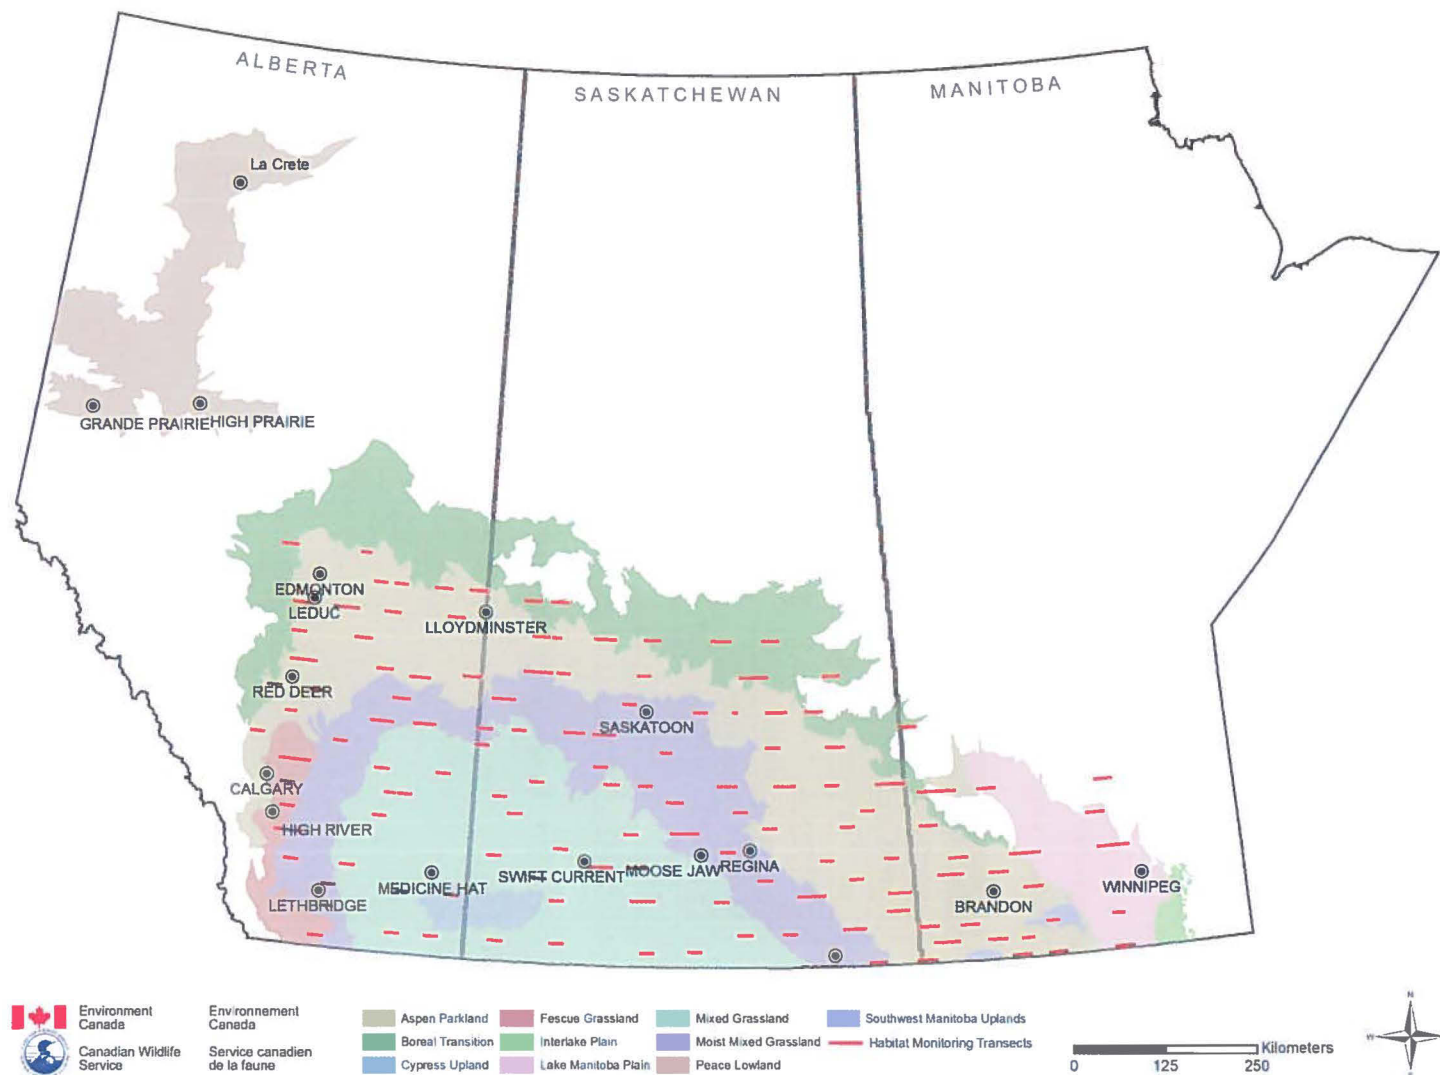 ALBERTA
SASKATCHEWAN
MANITOBA
La Crete
GRANDE PRAIRIE
HIGH PRAIRIE
EDMONTON
LEDUC
LLOYDMINSTER
RED DEER
SASKATOON
CALGARY
HIGH RIVER
MEDICINE HAT
SWIFT CURRENT
MOOSE JAW
REGINA
WINNIPEG
LETHBRIDGE
BRANDON
Environment
Canada
Environnement
Canada
Canadian Wildlife
Service
Service canadien
de la faune
Aspen Parkland
Boreal Transition
Cypress Upland
Fescue Grassland
Interlake Plain
Lake Manitoba Plain
Mixed Grassland
Moist Mixed Grassland
Peace Lowland
Southwest Manitoba Uplands
Habitat Monitoring Transects
Kilometers
0 125 250
N
W E